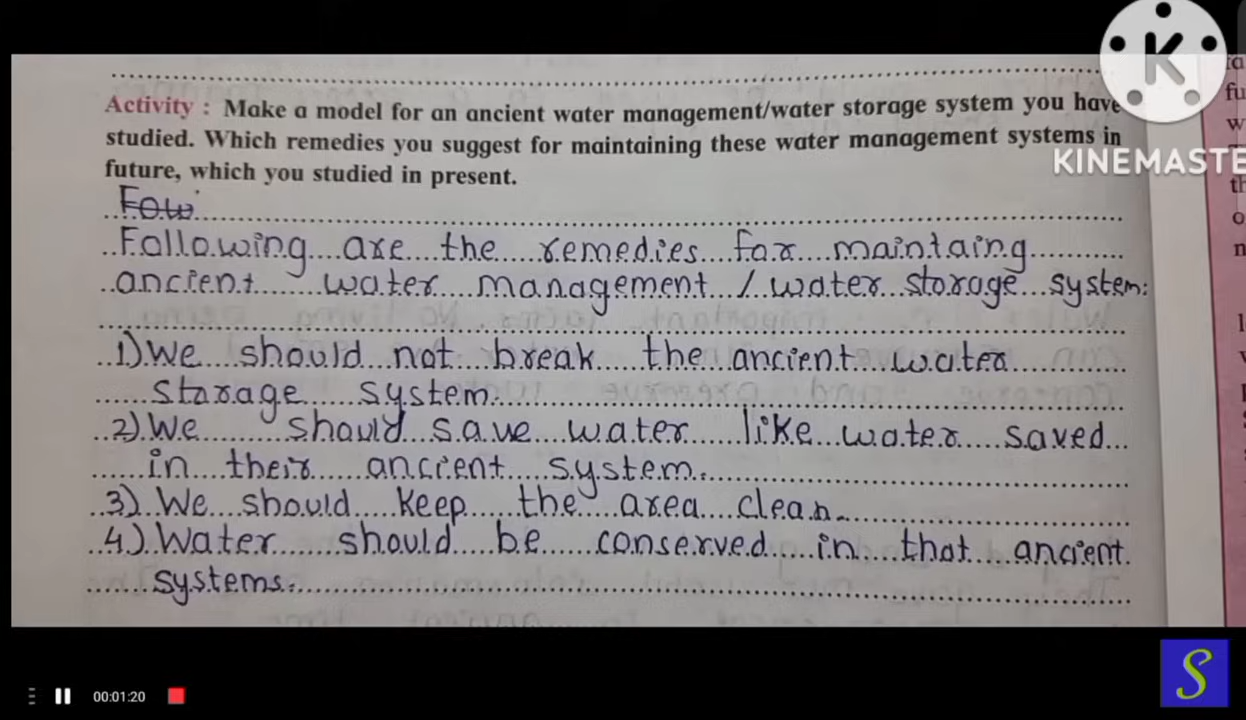 K
KINEMASTE
Activity : Make a model for an ancient water management/water storage system you have
studied. Which remedies you suggest for maintaining these water management systems in
future, which you studied in present.
Fow
Following are the remedies for maintaing
ancient water management / water storage system:
1) We should not break the ancient water
storage system.
2) We should save water like water saved
in their ancient system.
3) We should keep the area clean.
4.) Water should be conserved in that ancient
systems.
00:01:20
S